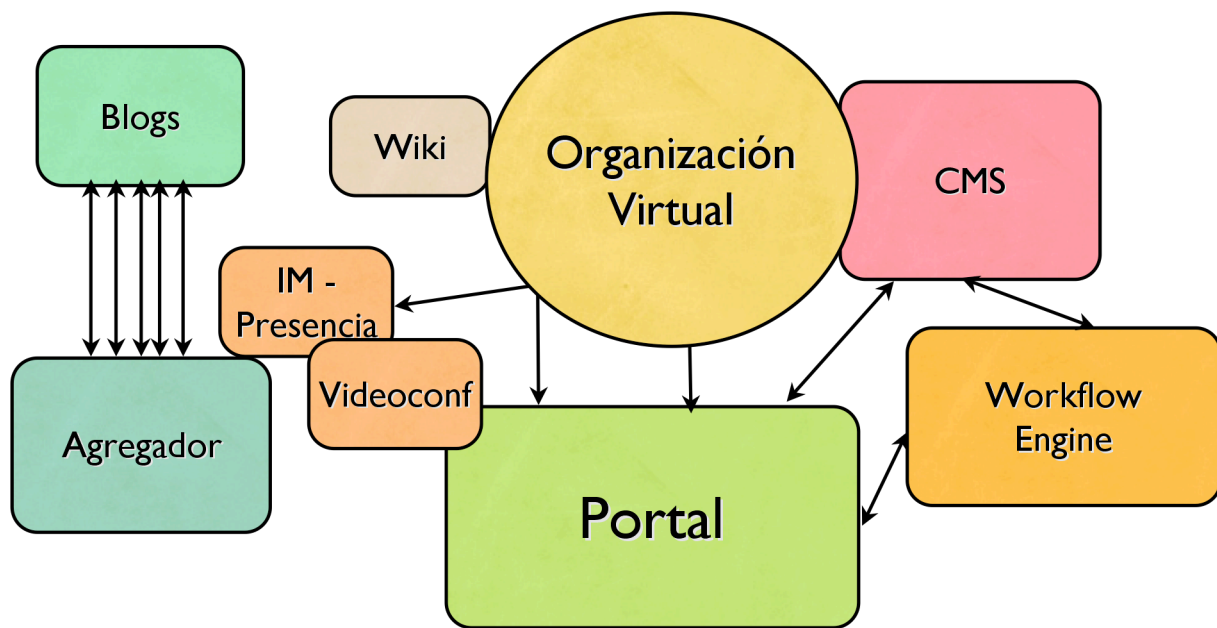 Blogs
Wiki
Organización
Virtual
CMS
IM -
Presencia
Videoconf
Agregador
Workflow
Engine
Portal